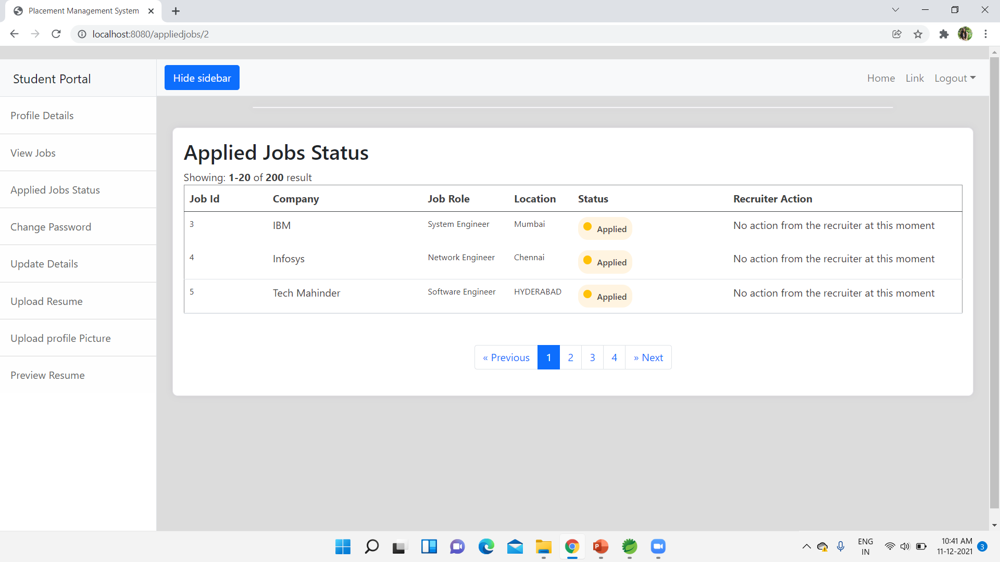 Placement Management System
localhost:8080/appliedjobs/2
Student Portal
Hide sidebar
Home Link Logout
Profile Details
View Jobs
Applied Jobs Status
Change Password
Update Details
Upload Resume
Upload profile Picture
Preview Resume
Applied Jobs Status
Showing: 1-20 of 200 result
Job Id Company Job Role Location Status Recruiter Action
3 IBM System Engineer Mumbai Applied No action from the recruiter at this moment
4 Infosys Network Engineer Chennai Applied No action from the recruiter at this moment
5 Tech Mahinder Software Engineer HYDERABAD Applied No action from the recruiter at this moment
« Previous 1 2 3 4 » Next
ENG
IN
10:41 AM
11-12-2021
3